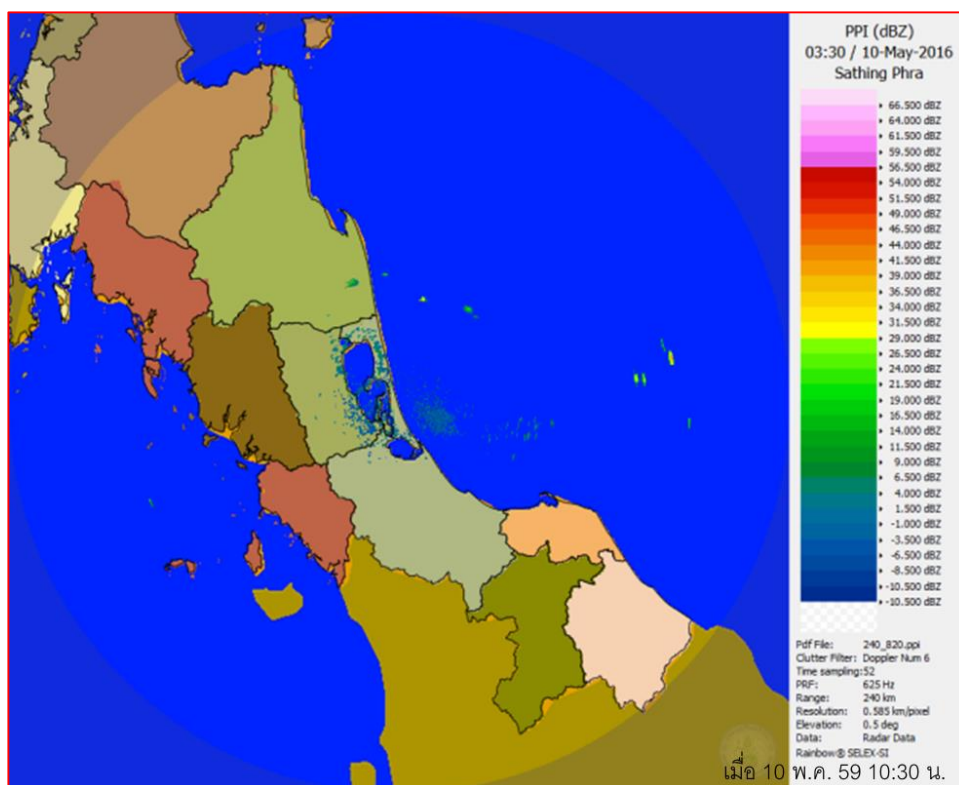 PPI (dBZ)
03:30 / 10-May-2016
Sathing Phra
66.500 dBZ
64.000 dBZ
61.500 dBZ
59.500 dBZ
56.500 dBZ
54.000 dBZ
51.500 dBZ
49.000 dBZ
46.500 dBZ
44.000 dBZ
41.500 dBZ
39.000 dBZ
36.500 dBZ
34.000 dBZ
31.500 dBZ
29.000 dBZ
26.500 dBZ
24.000 dBZ
21.500 dBZ
19.000 dBZ
16.500 dBZ
14.000 dBZ
11.500 dBZ
9.000 dBZ
6.500 dBZ
4.000 dBZ
1.500 dBZ
-1.000 dBZ
-3.500 dBZ
-6.500 dBZ
-8.500 dBZ
-10.500 dBZ
-10.500 dBZ
Pdf File: 240_820.ppi
Clutter Filter: Doppler Num 6
Time sampling:52
PRF: 625 Hz
Range: 240 km
Resolution: 0.585 km/pixel
Elevation: 0.5 deg
Data: Radar Data
Rainbow® SELEX-SI
เมื่อ 10 พ.ค. 59 10:30 น.